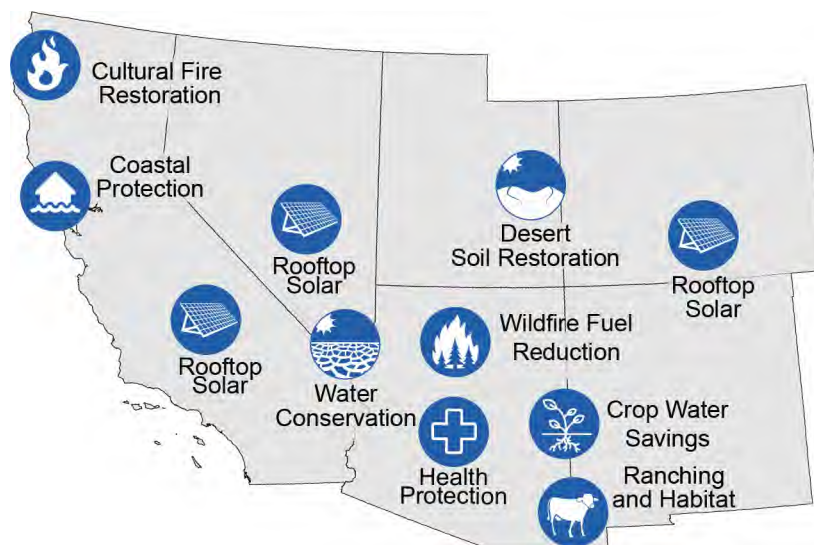 Cultural Fire
Restoration
Coastal
Protection
Rooftop
Solar
Desert
Soil Restoration
Rooftop
Solar
Rooftop
Solar
Wildfire Fuel
Reduction
Water
Conservation
Crop Water
Savings
Health
Protection
Ranching
and Habitat